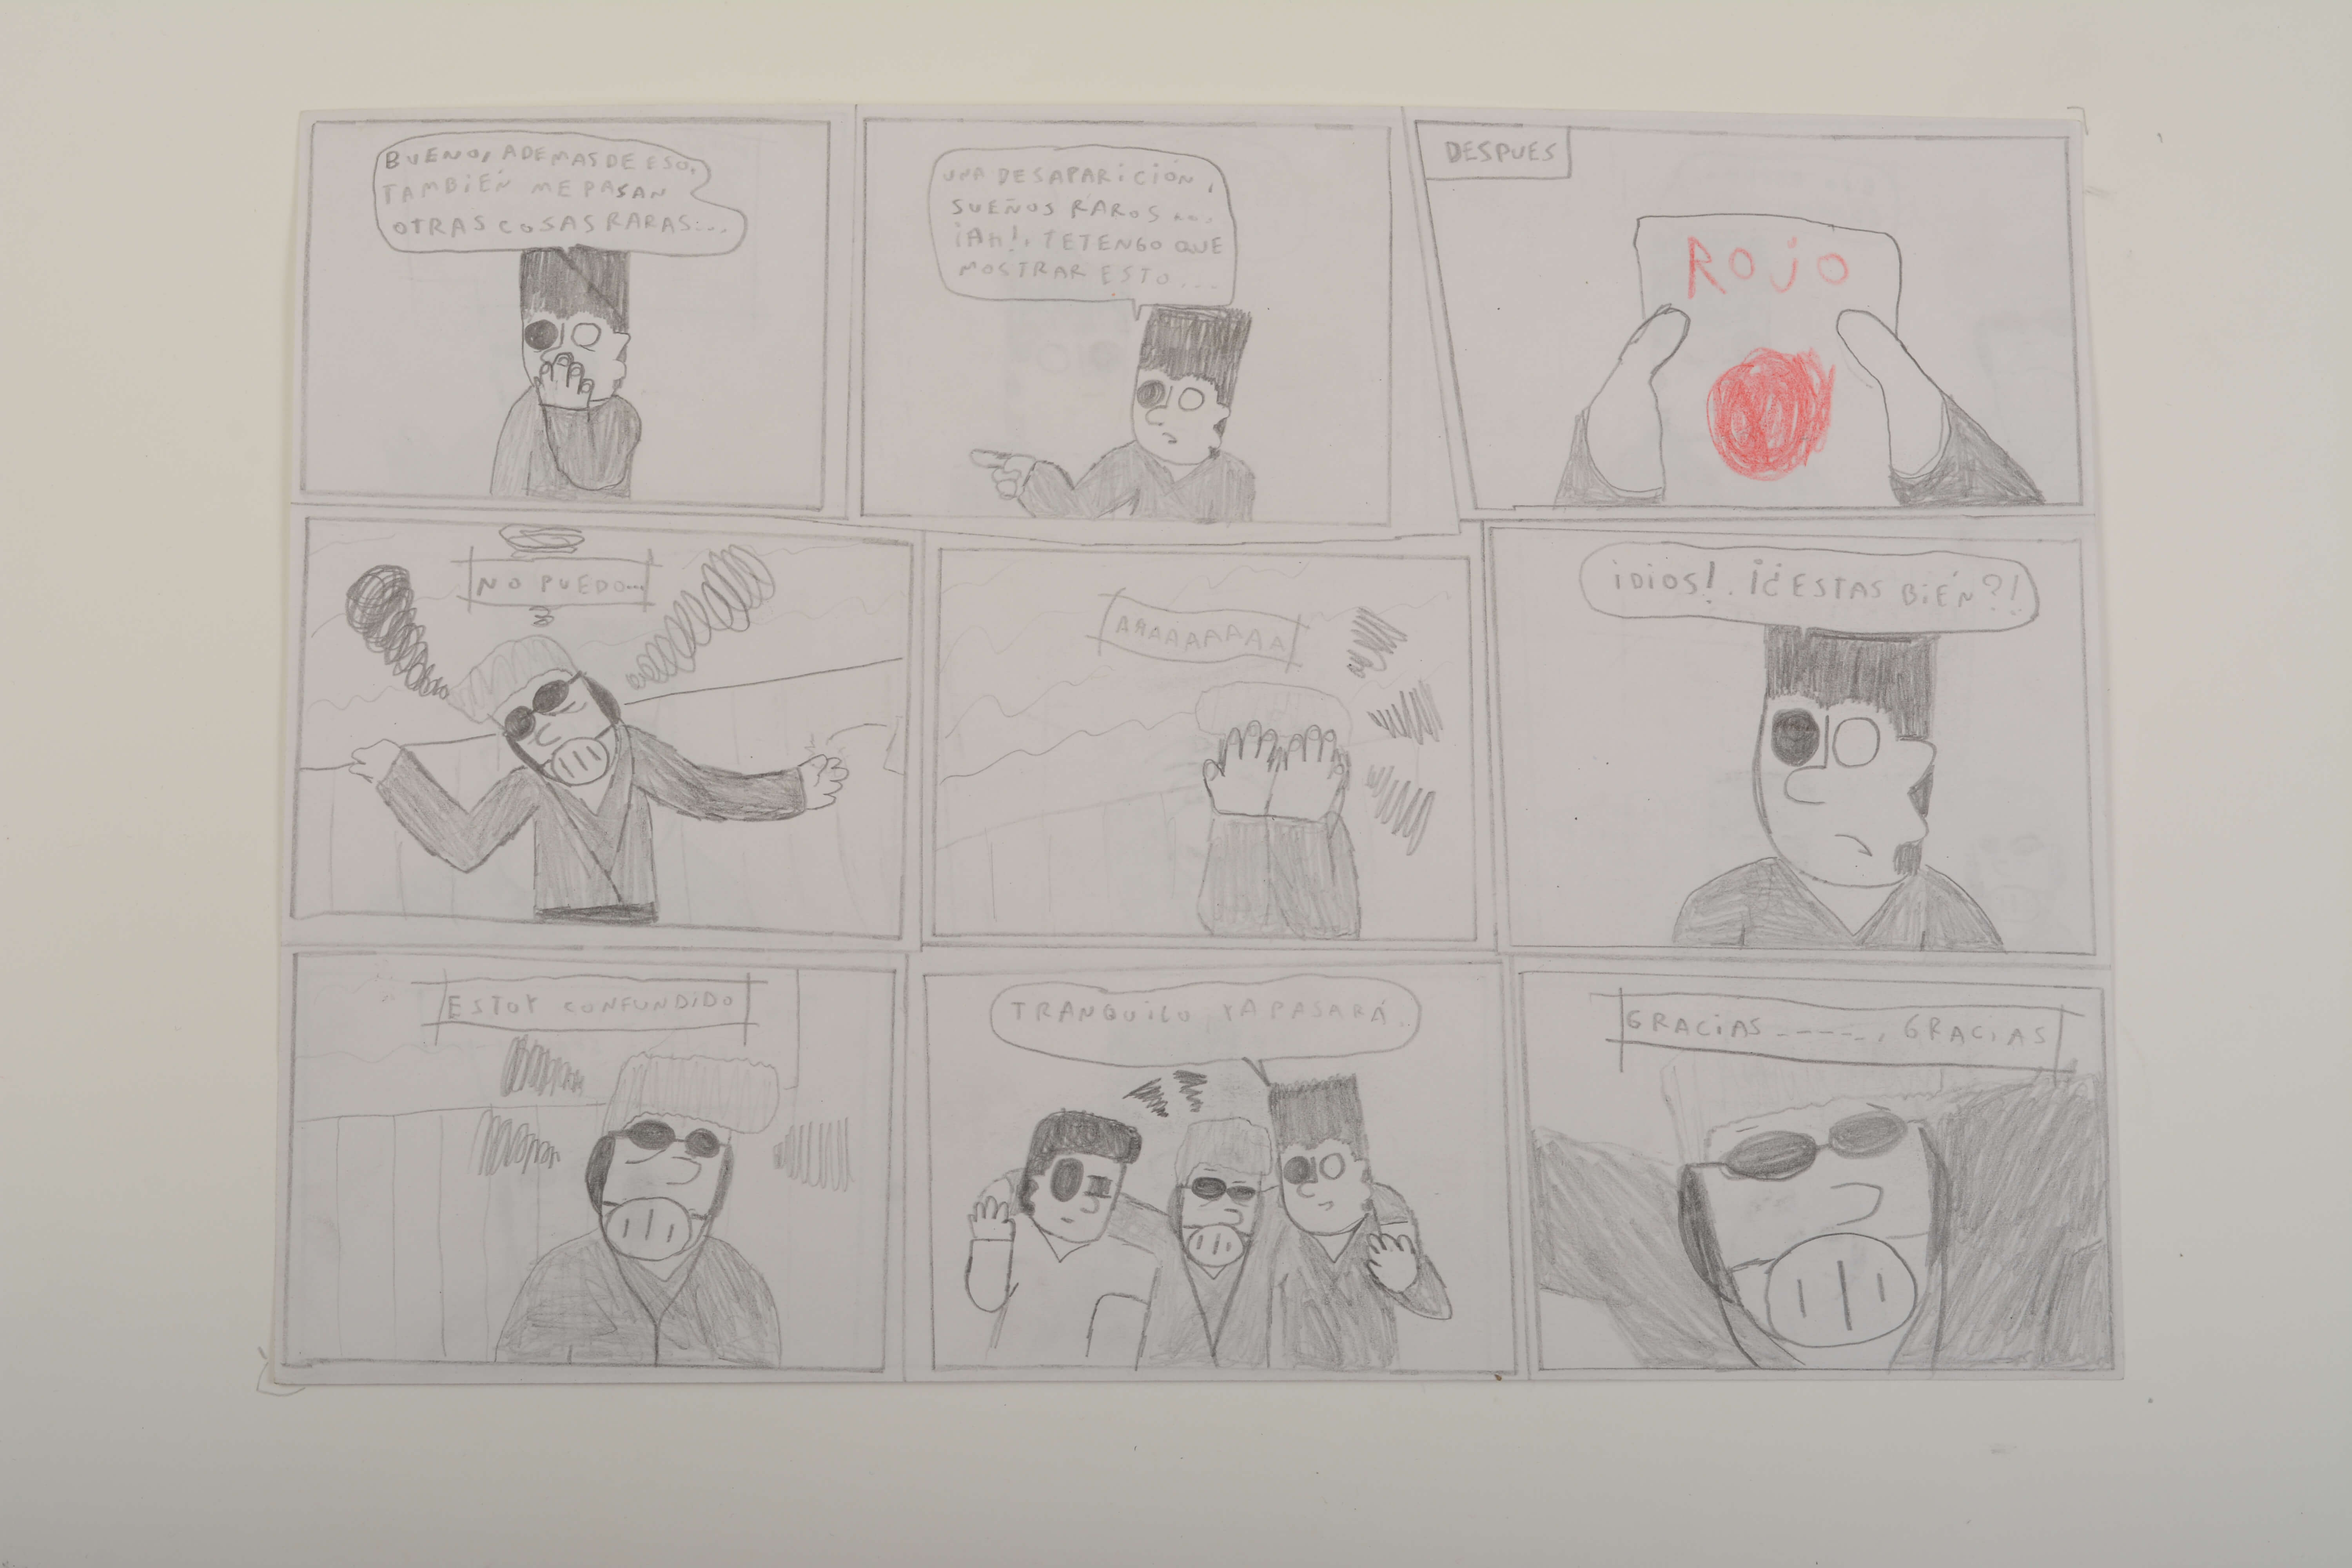 BUENO, ADEMAS DE ESO,
TAMBIÉN ME PASAN
OTRAS COSAS RARAS:...
UNA DESAPARICIÓN,
SUEÑOS RAROS ...,
¡AH!, TE TENGO QUE
MOSTRAR ESTO...
DESPUES
ROJO
NO PUEDO...
AAAAAAAAA
¡DIOS!. ¡¿ESTAS BIÉN?!
ESTOY CONFUNDIDO
TRANQUILO YA PASARÁ.
GRACIAS -----, GRACIAS